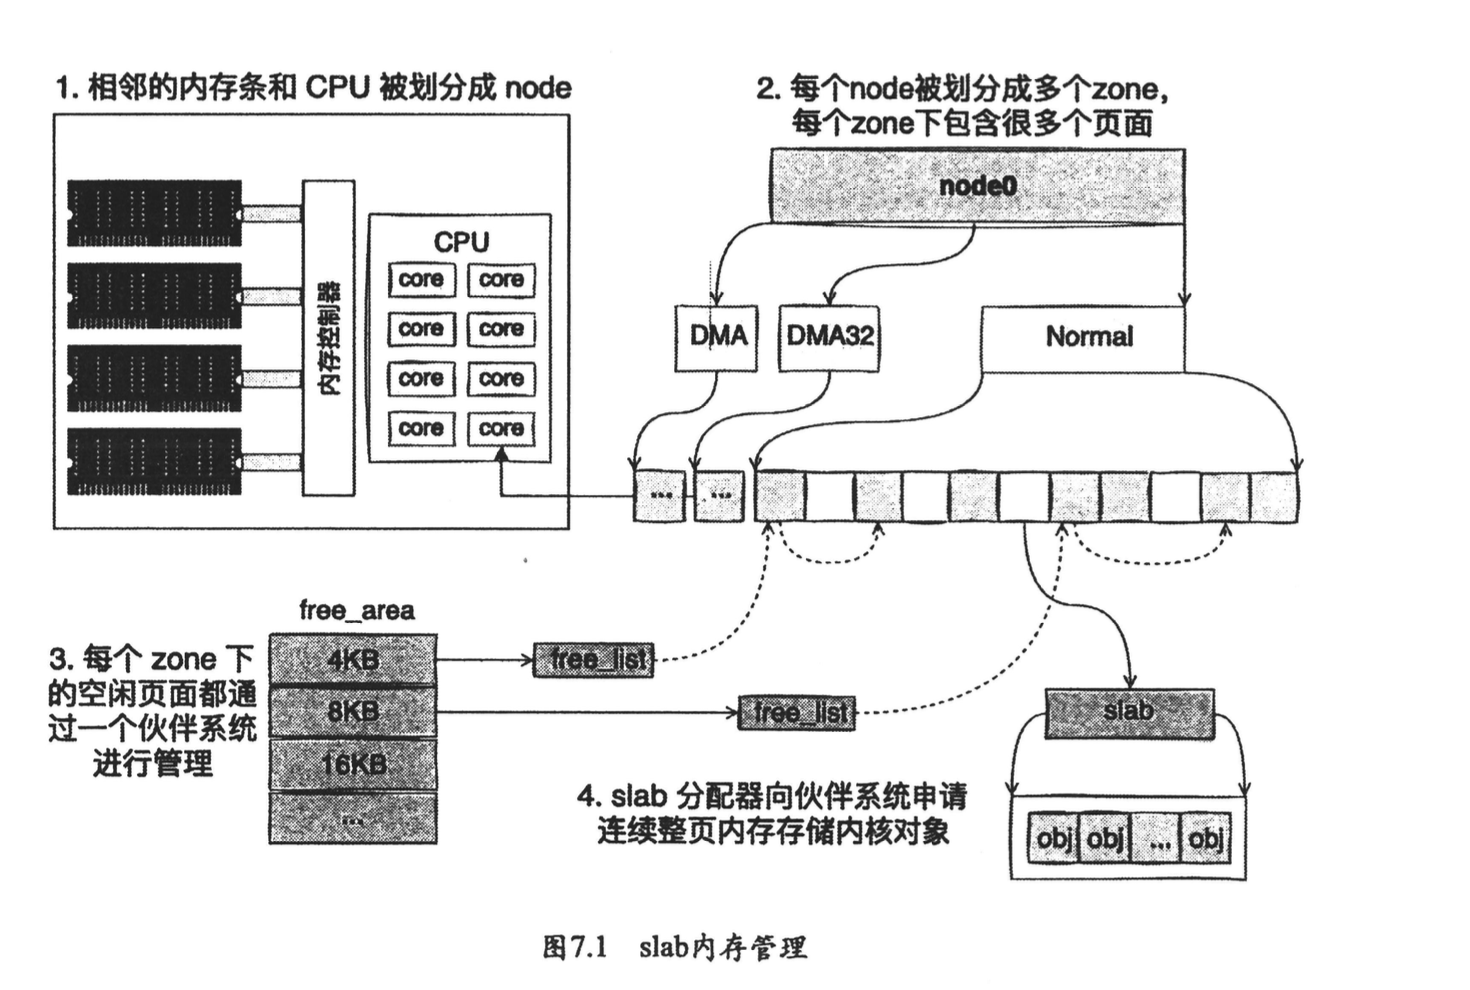 1. 相邻的内存条和 CPU 被划分成 node
内存控制器
CPU
core core
core core
core core
core core
2. 每个node被划分成多个zone,
每个zone下包含很多个页面
node0
DMA DMA32 Normal
... ...
free_area
3. 每个 zone 下
的空闲页面都通
过一个伙伴系统
进行管理
4KB
8KB
16KB
...
free_list
free_list
slab
4. slab 分配器向伙伴系统申请
连续整页内存存储内核对象
obj obj ... obj
图7.1 slab内存管理